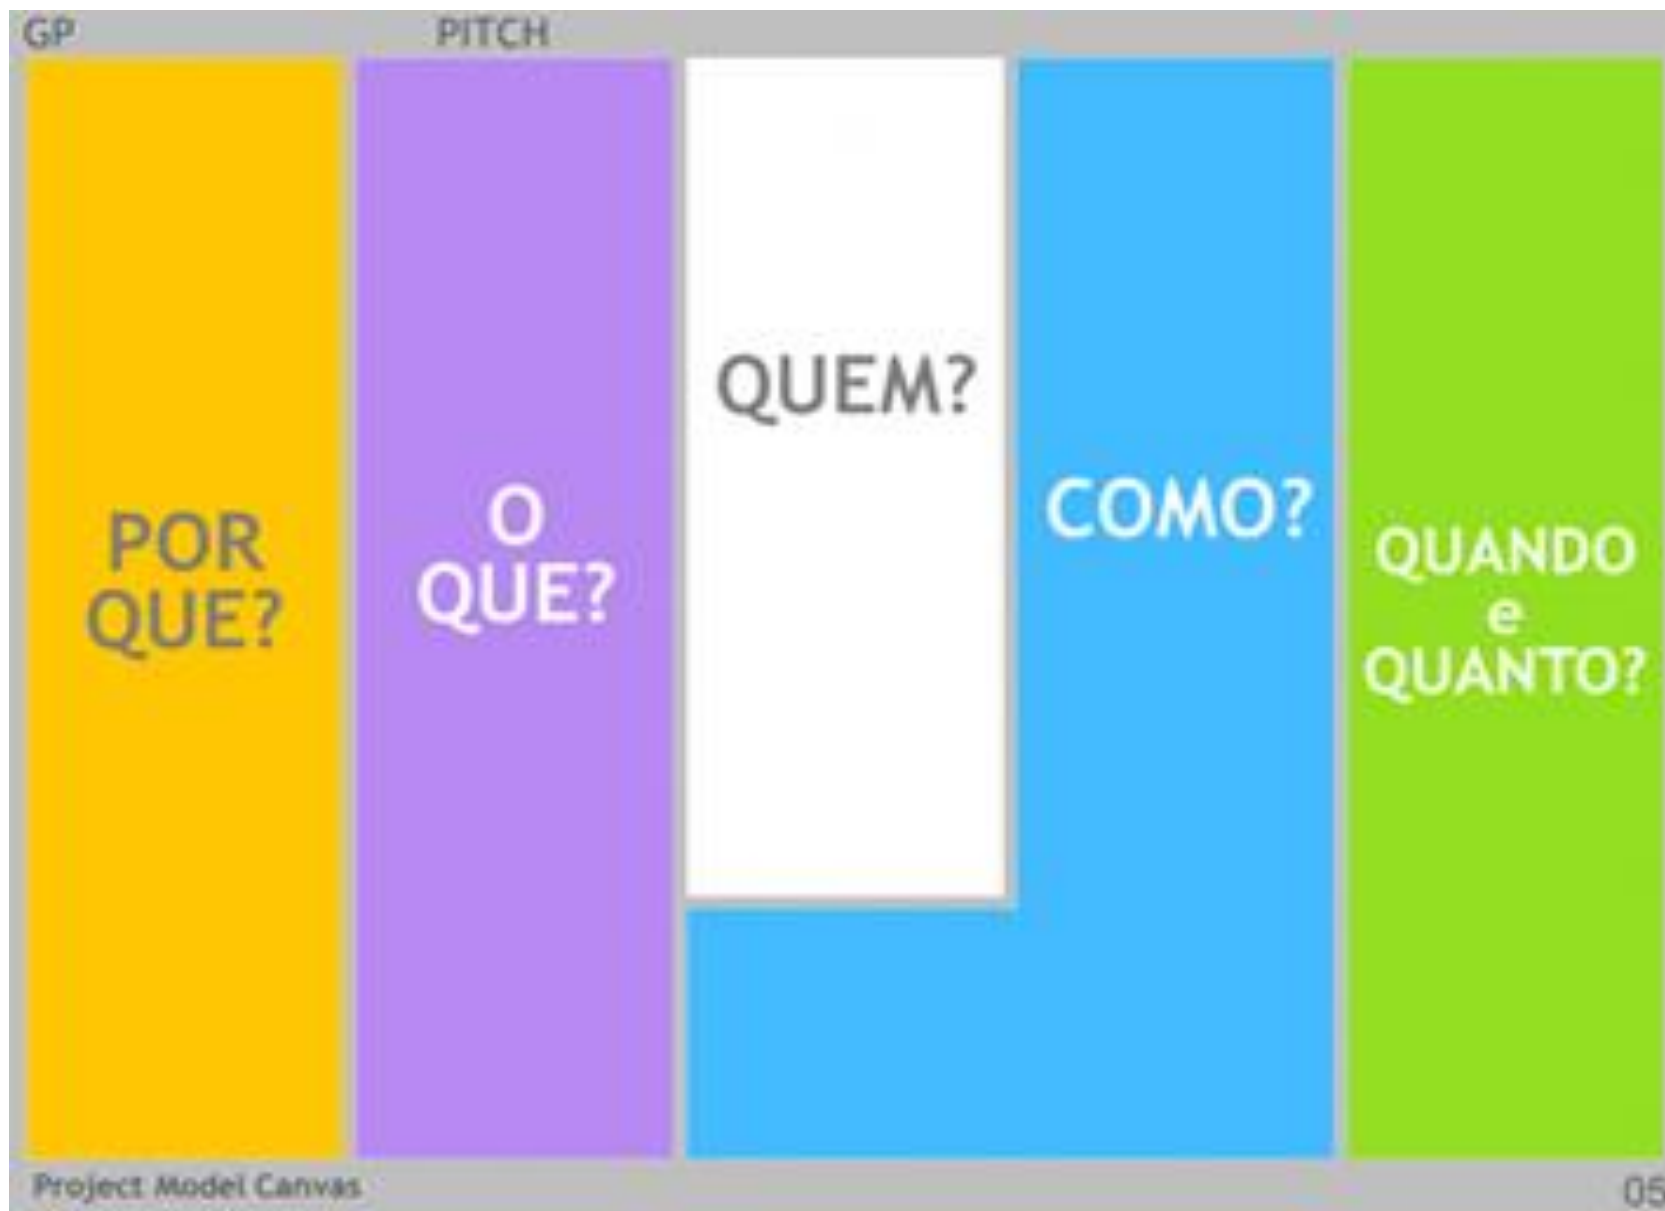 GP
PITCH
POR
QUE?
O
QUE?
QUEM?
COMO?
QUANDO
e
QUANTO?
Project Model Canvas
05